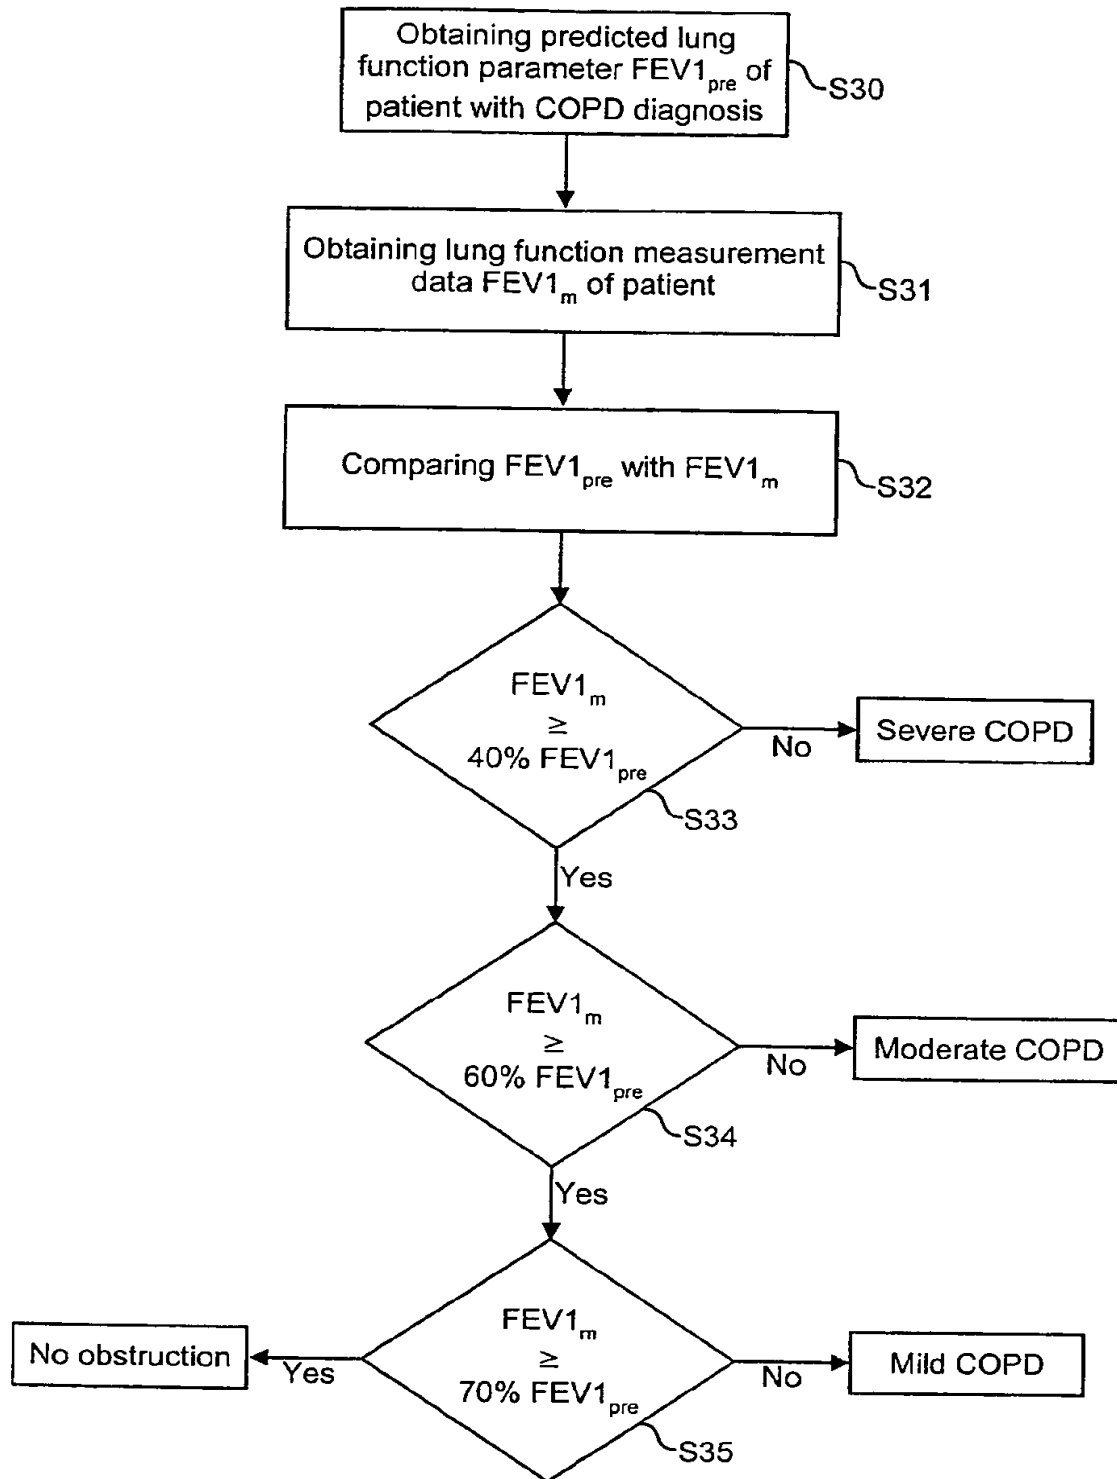 Obtaining predicted lung
function parameter FEV1pre of
patient with COPD diagnosis
S30
Obtaining lung function measurement
data FEV1m of patient
S31
Comparing FEV1pre with FEV1m
S32
FEV1m
≥
40% FEV1pre
No
Severe COPD
S33
Yes
FEV1m
≥
60% FEV1pre
No
Moderate COPD
S34
Yes
FEV1m
≥
70% FEV1pre
No obstruction
Yes
No
Mild COPD
S35